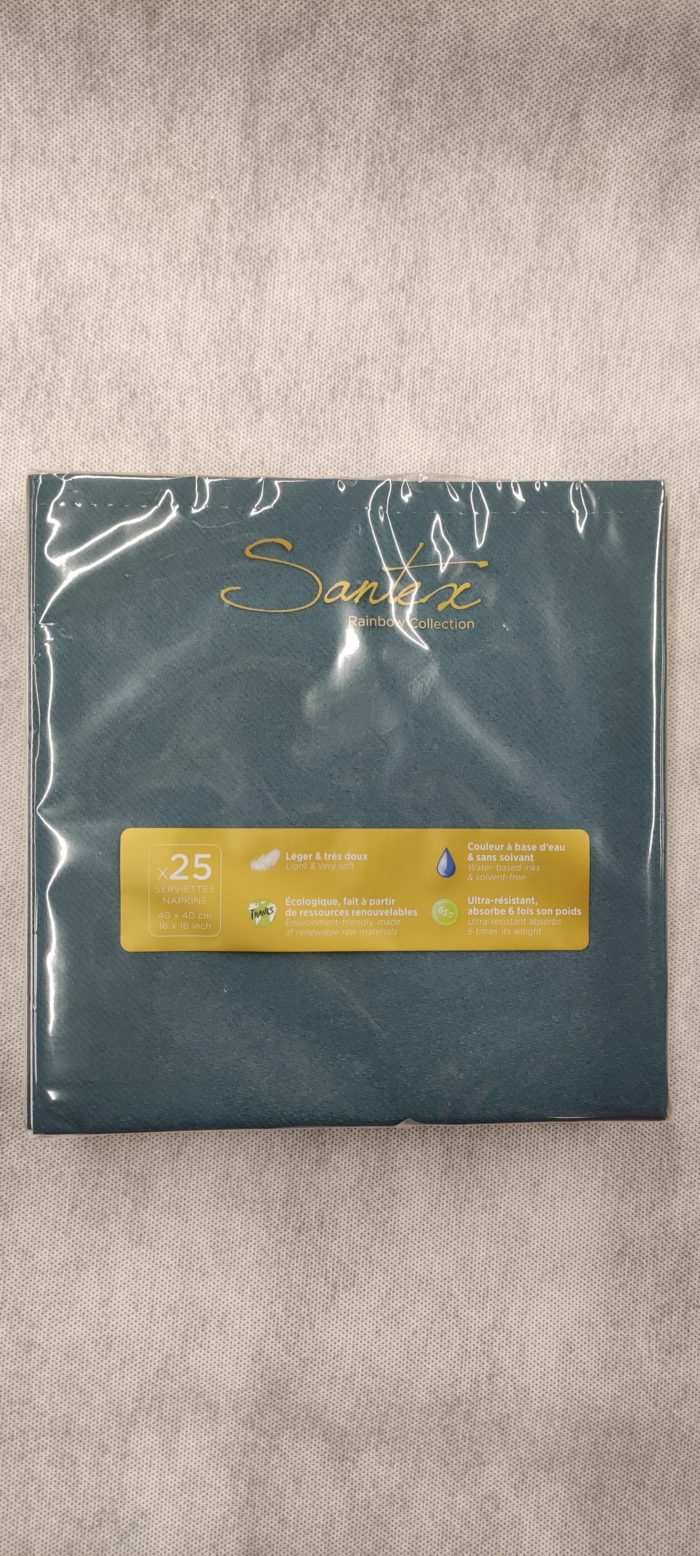 Santex
Rainbow Collection
x25
SERVIETTES
NAPKINS
40 x 40 cm
16 x 16 inch
Léger & très doux
Light & very soft
Écologique, fait à partir
de ressources renouvelables
Environment-friendly, made
of renewable raw materials
Couleur à base d'eau
& sans solvant
Water-based inks
& solvent-free
Ultra-résistant,
absorbe 6 fois son poids
Ultra-resistant absorbs
6 times its weight
THANKS